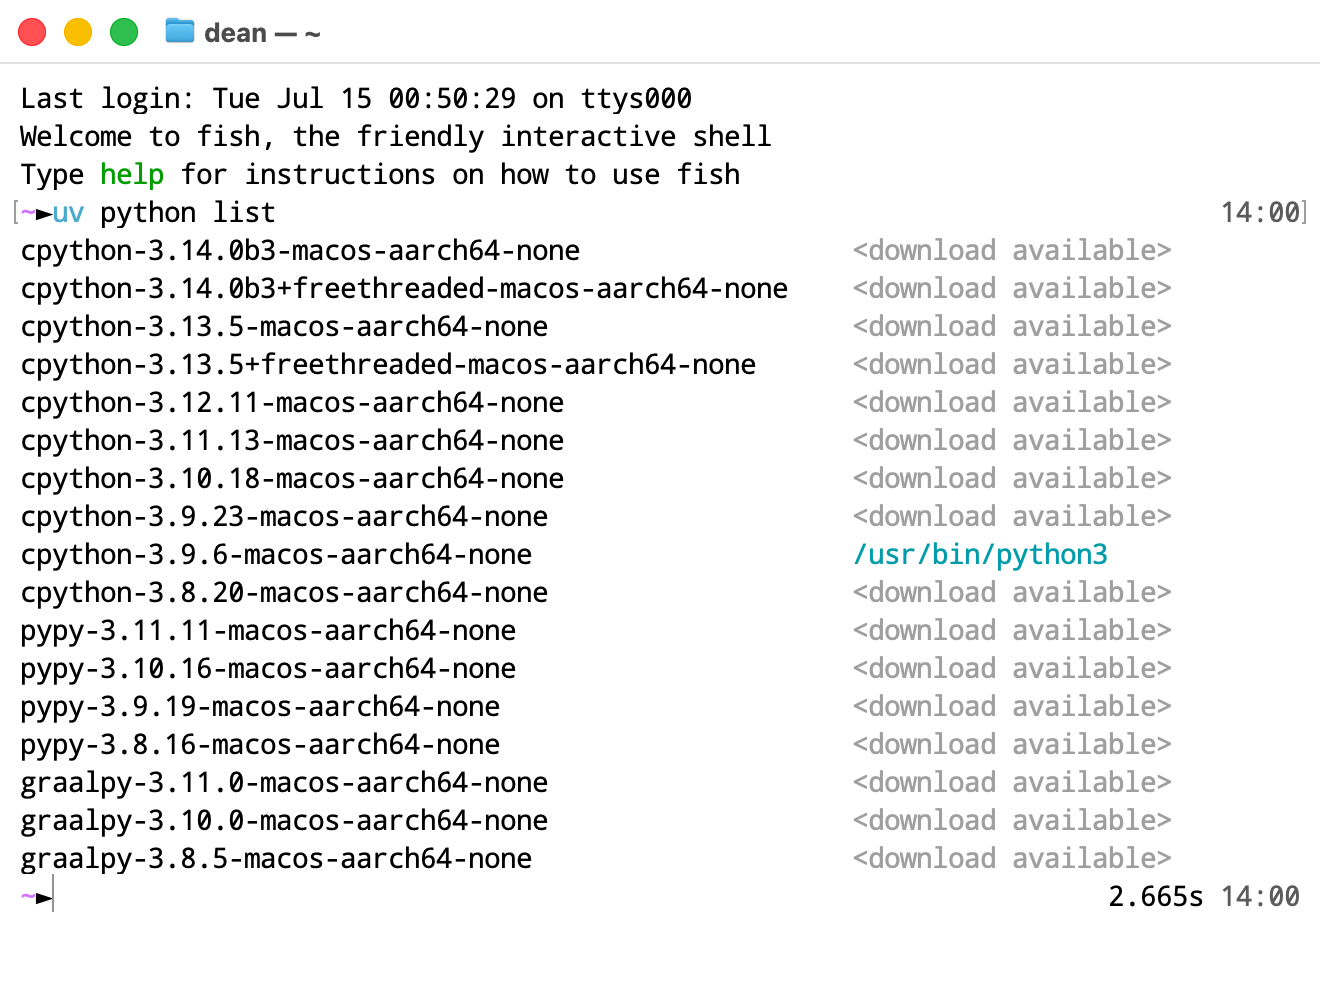 dean — ~
Last login: Tue Jul 15 00:50:29 on ttys000
Welcome to fish, the friendly interactive shell
Type help for instructions on how to use fish
[~►uv python list 14:00]
cpython-3.14.0b3-macos-aarch64-none <download available>
cpython-3.14.0b3+freethreaded-macos-aarch64-none <download available>
cpython-3.13.5-macos-aarch64-none <download available>
cpython-3.13.5+freethreaded-macos-aarch64-none <download available>
cpython-3.12.11-macos-aarch64-none <download available>
cpython-3.11.13-macos-aarch64-none <download available>
cpython-3.10.18-macos-aarch64-none <download available>
cpython-3.9.23-macos-aarch64-none <download available>
cpython-3.9.6-macos-aarch64-none /usr/bin/python3
cpython-3.8.20-macos-aarch64-none <download available>
pypy-3.11.11-macos-aarch64-none <download available>
pypy-3.10.16-macos-aarch64-none <download available>
pypy-3.9.19-macos-aarch64-none <download available>
pypy-3.8.16-macos-aarch64-none <download available>
graalpy-3.11.0-macos-aarch64-none <download available>
graalpy-3.10.0-macos-aarch64-none <download available>
graalpy-3.8.5-macos-aarch64-none <download available>
~► 2.665s 14:00